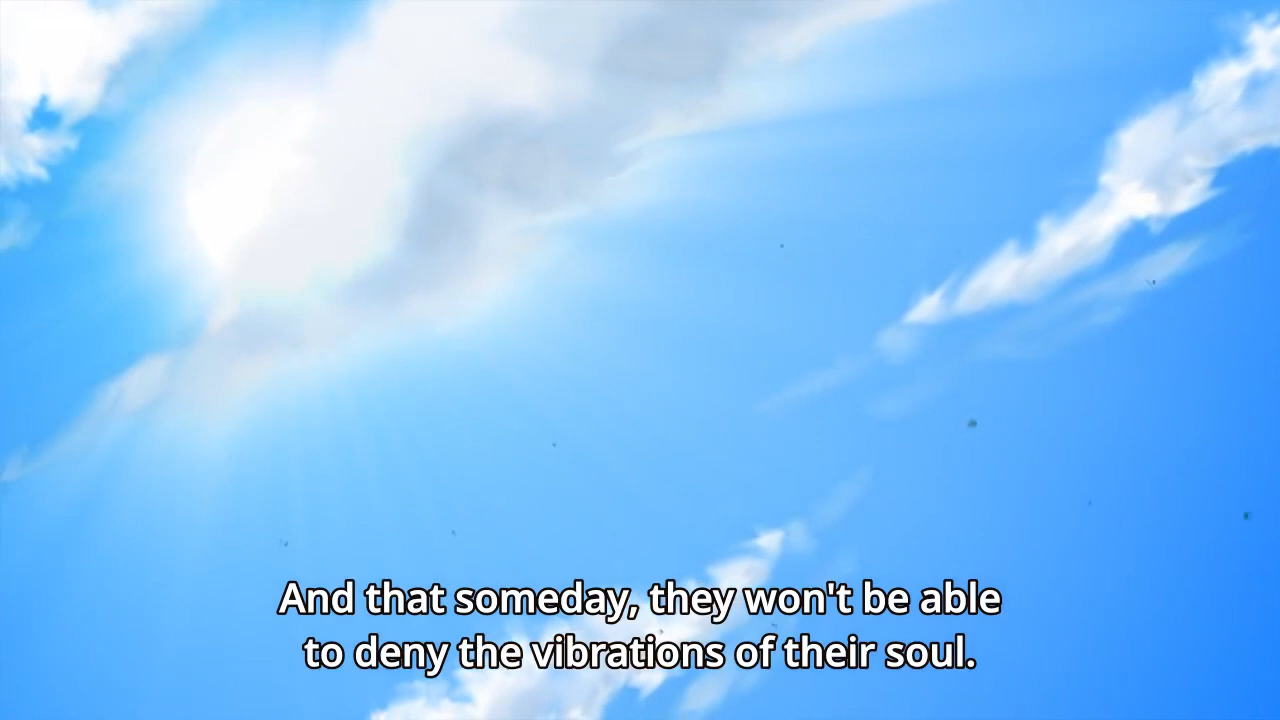 And that someday, they won't be able
to deny the vibrations of their soul.